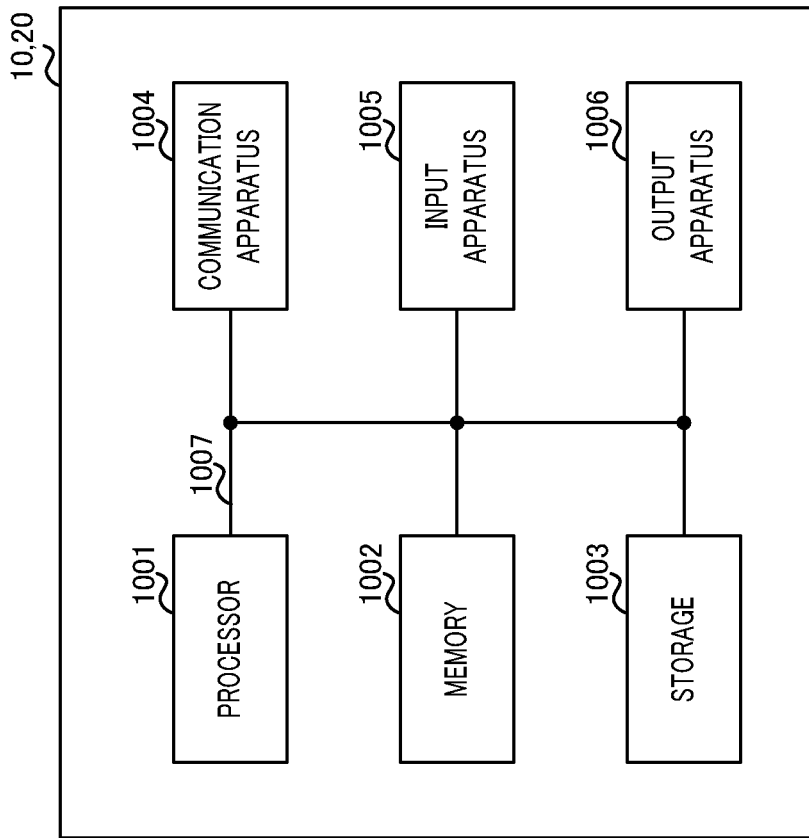 10,20
1001
PROCESSOR
1007
1004
COMMUNICATION
APPARATUS
1002
MEMORY
1005
INPUT
APPARATUS
1003
STORAGE
1006
OUTPUT
APPARATUS